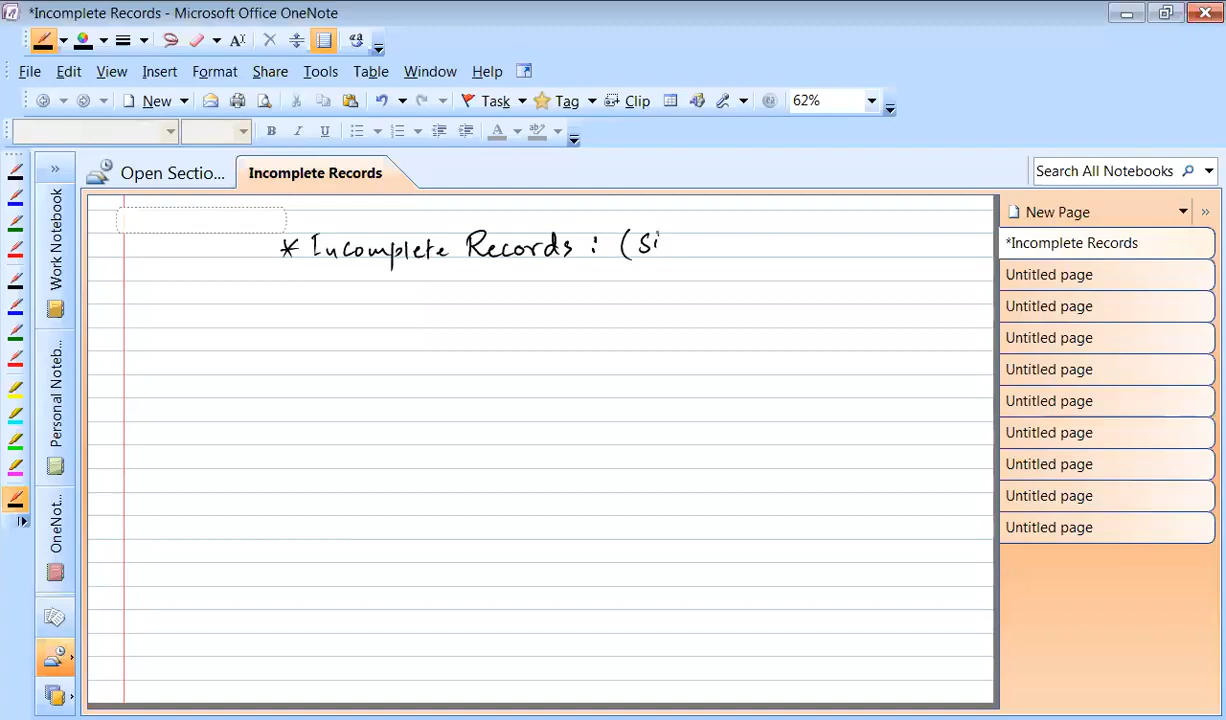 *Incomplete Records - Microsoft Office OneNote
File Edit View Insert Format Share Tools Table Window Help
New Task Tag Clip 62%
Open Sectio... Incomplete Records Search All Notebooks
Work Notebook
Personal Noteb...
OneNot...
* Incomplete Records : (Si
New Page
*Incomplete Records
Untitled page
Untitled page
Untitled page
Untitled page
Untitled page
Untitled page
Untitled page
Untitled page
Untitled page